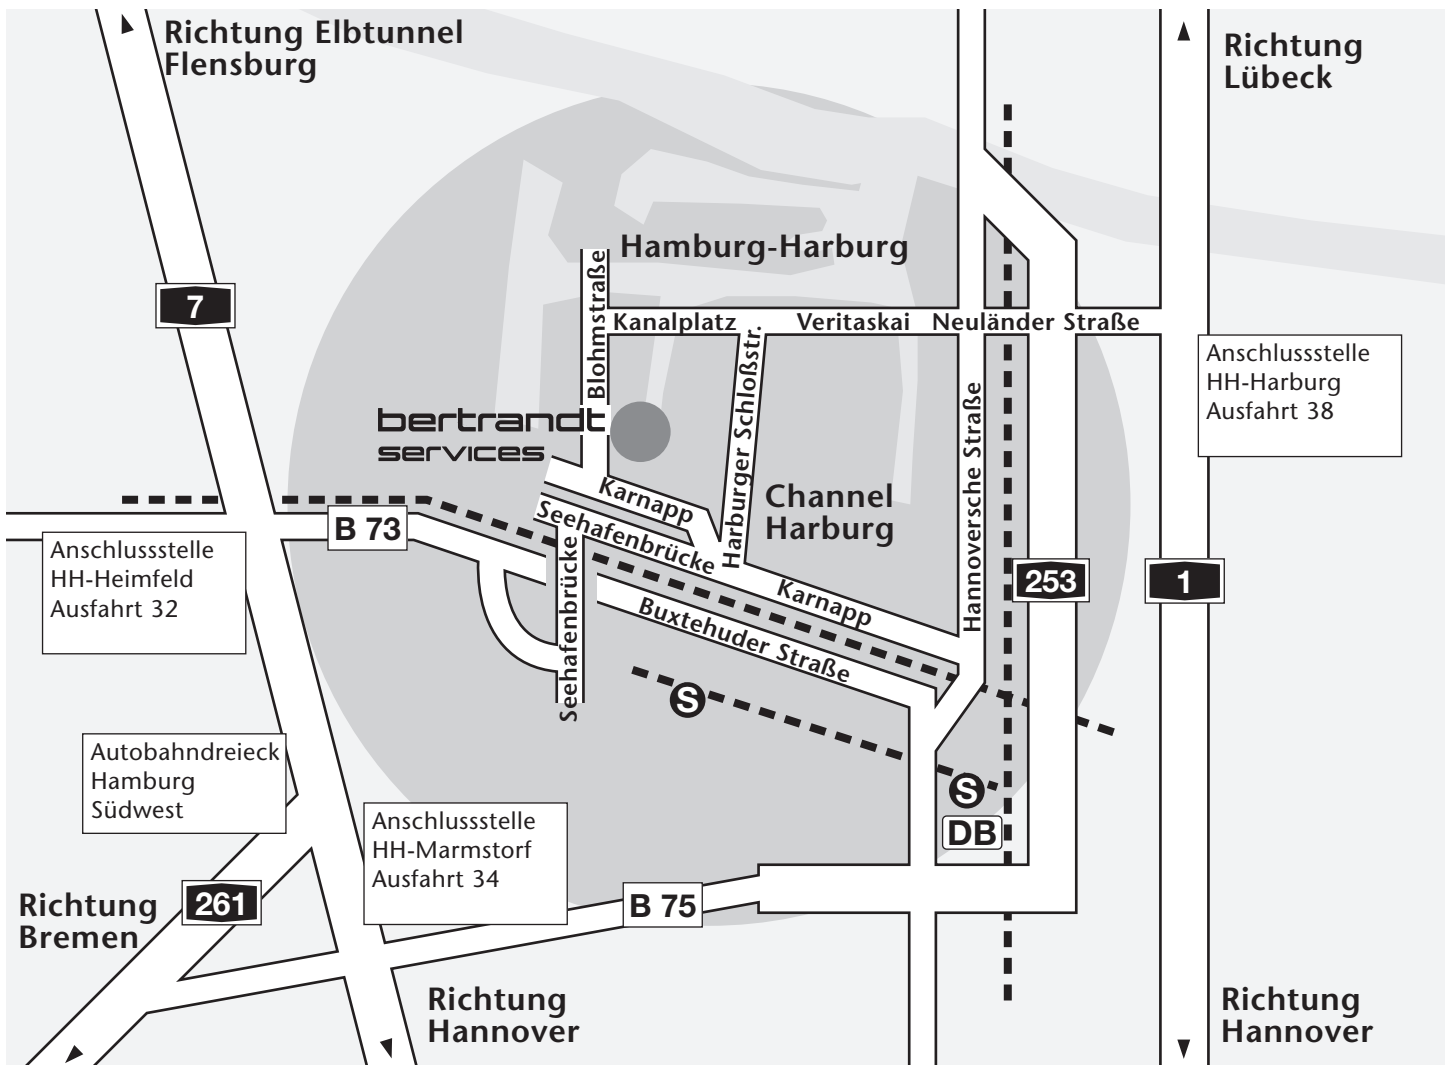 Richtung Elbtunnel
Flensburg
Richtung
Lübeck
Hamburg-Harburg
7
Blohmstraße
Kanalplatz
Veritaskai
Neuländer Straße
Harburger Schloßstr.
Hannoversche Straße
Anschlussstelle
HH-Harburg
Ausfahrt 38
bertrandt
services
Karnapp
Channel
Harburg
Seehafenbrücke
B 73
Anschlussstelle
HH-Heimfeld
Ausfahrt 32
Seehafenbrücke
Karnapp
Buxtehuder Straße
253
1
S
Autobahndreieck
Hamburg
Südwest
S
DB
Anschlussstelle
HH-Marmstorf
Ausfahrt 34
261
B 75
Richtung
Bremen
Richtung
Hannover
Richtung
Hannover